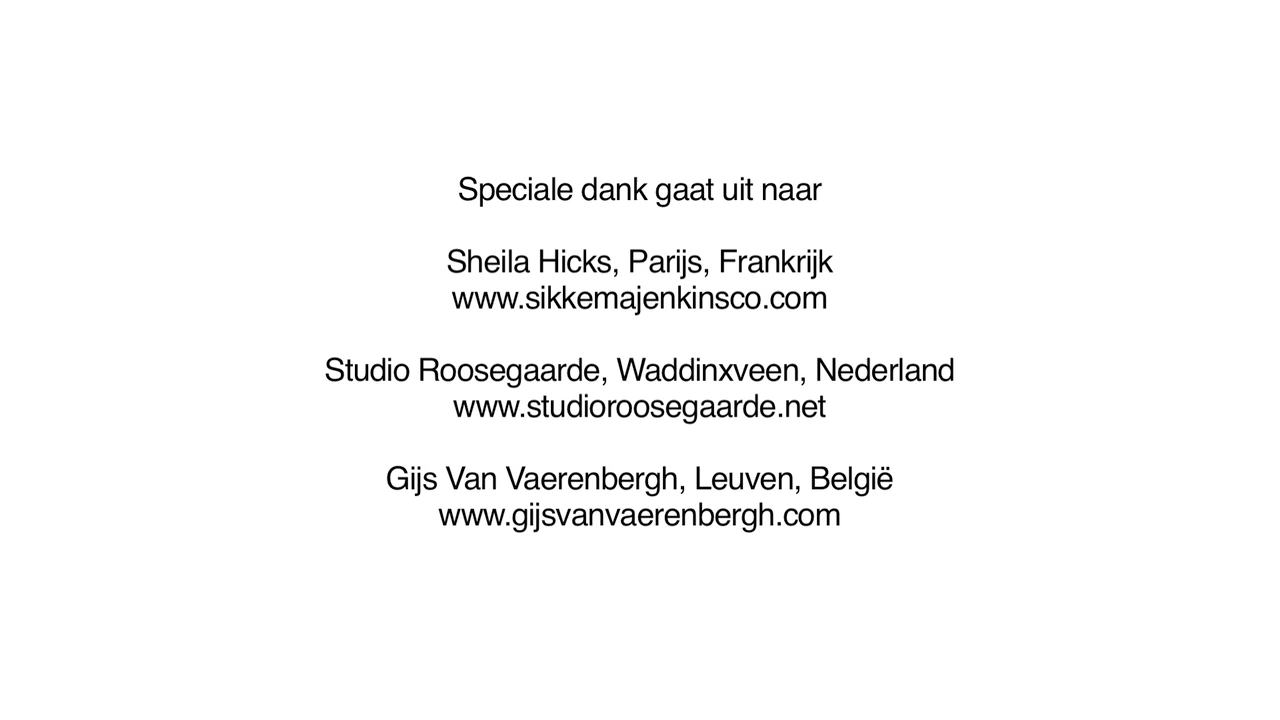 Speciale dank gaat uit naar
Sheila Hicks, Parijs, Frankrijk
www.sikkemajenkinsco.com
Studio Roosegaarde, Waddinxveen, Nederland
www.studioroosegaarde.net
Gijs Van Vaerenbergh, Leuven, België
www.gijsvanvaerenbergh.com